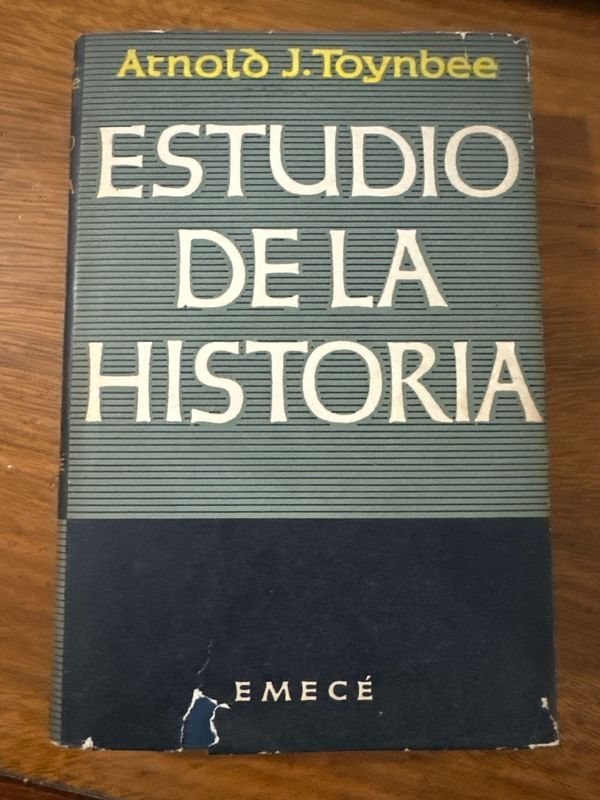 Arnold J. Toynbee
ESTUDIO
DE LA
HISTORIA
EMECÉ